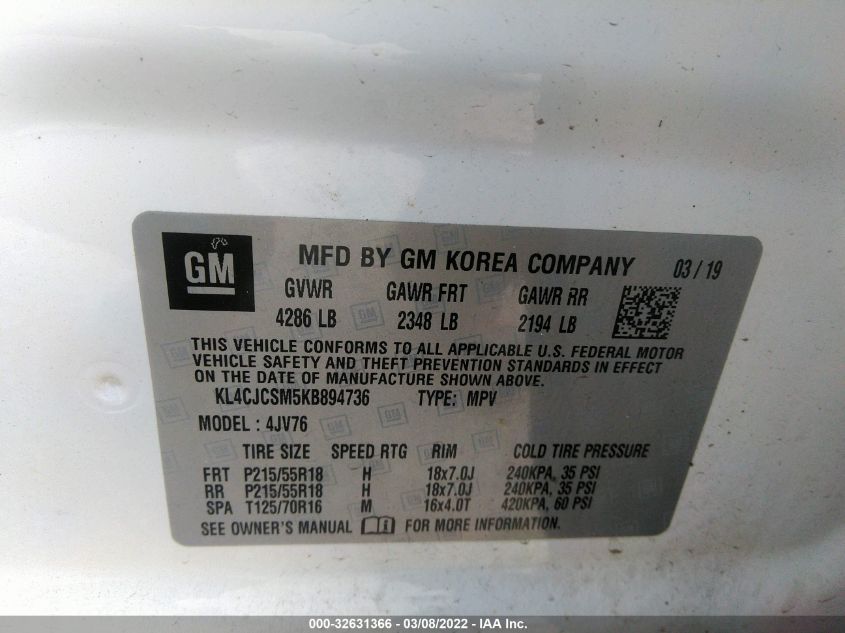 GM
MFD BY GM KOREA COMPANY 03/19
GVWR GAWR FRT GAWR RR
4286 LB 2348 LB 2194 LB
THIS VEHICLE CONFORMS TO ALL APPLICABLE U.S. FEDERAL MOTOR
VEHICLE SAFETY AND THEFT PREVENTION STANDARDS IN EFFECT
ON THE DATE OF MANUFACTURE SHOWN ABOVE.
KL4CJCSM5KB894736 TYPE: MPV
MODEL : 4JV76
TIRE SIZE SPEED RTG RIM COLD TIRE PRESSURE
FRT P215/55R18 H 18x7.0J 240KPA, 35 PSI
RR P215/55R18 H 18x7.0J 240KPA, 35 PSI
SPA T125/70R16 M 16x4.0T 420KPA, 60 PSI
SEE OWNER'S MANUAL FOR MORE INFORMATION.
000-32631366 - 03/08/2022 - IAA Inc.